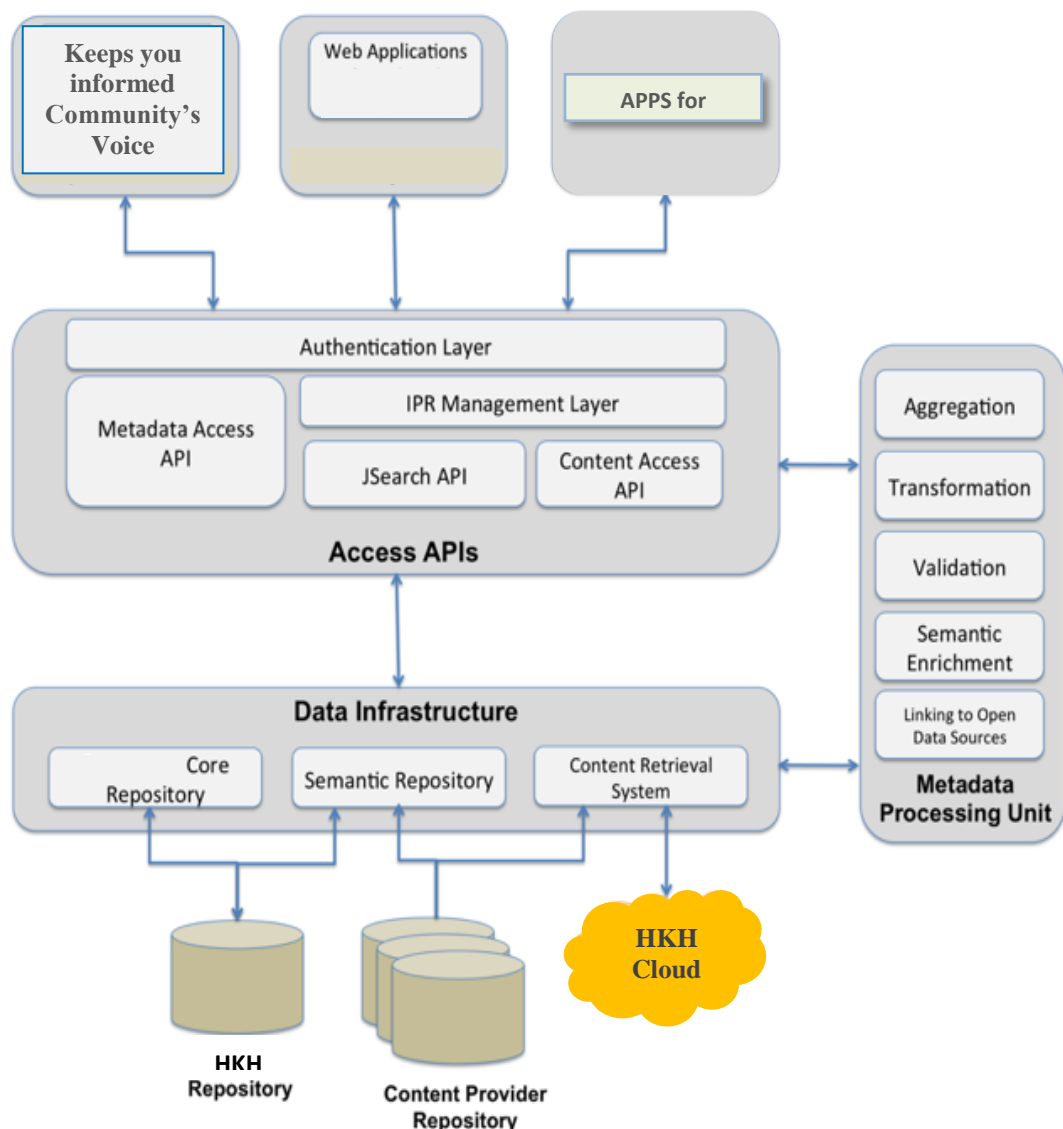 Keeps you
informed
Community's
Voice
Web Applications
APPS for
Authentication Layer
Metadata Access
API
IPR Management Layer
JSearch API
Content Access
API
Access APIs
Aggregation
Transformation
Validation
Semantic
Enrichment
Linking to Open
Data Sources
Metadata
Processing Unit
Data Infrastructure
Core
Repository
Semantic Repository
Content Retrieval
System
HKH
Cloud
HKH
Repository
Content Provider
Repository